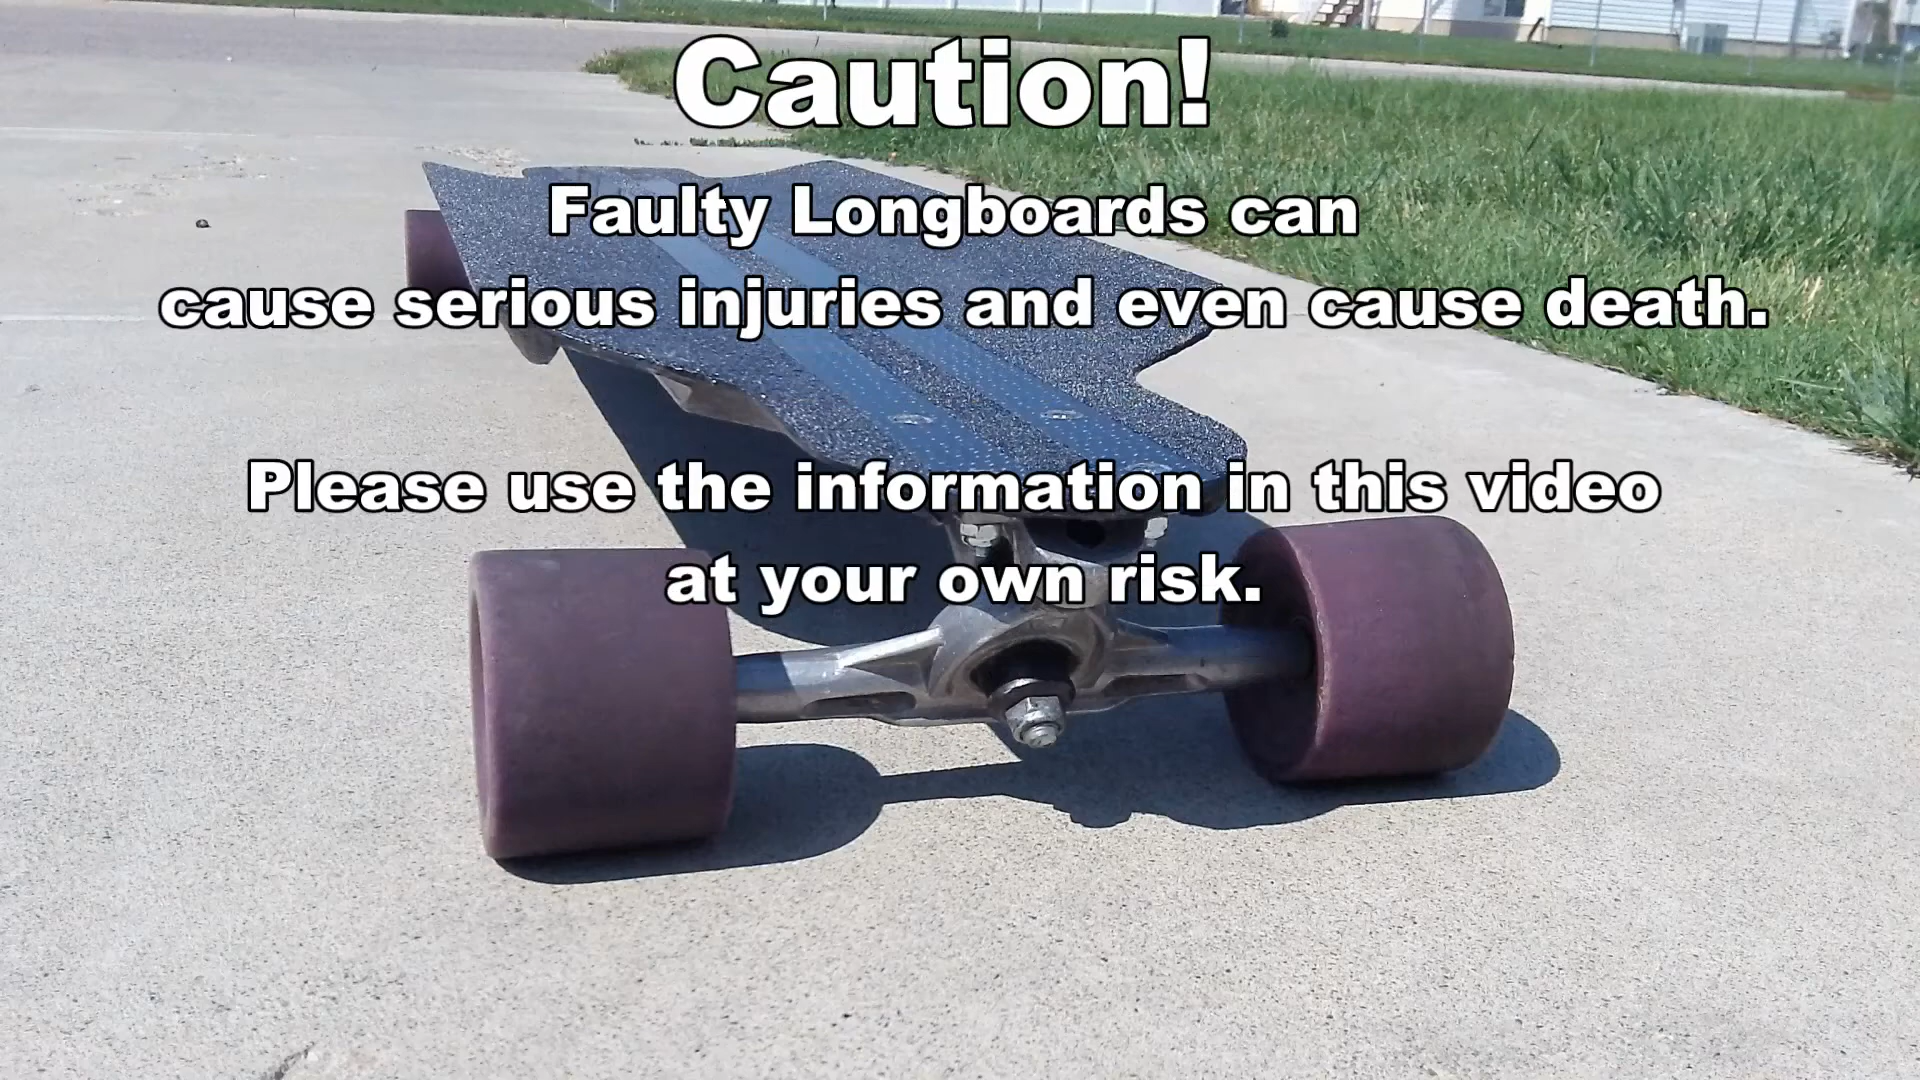 Caution!
Faulty Longboards can
cause serious injuries and even cause death.
Please use the information in this video
at your own risk.